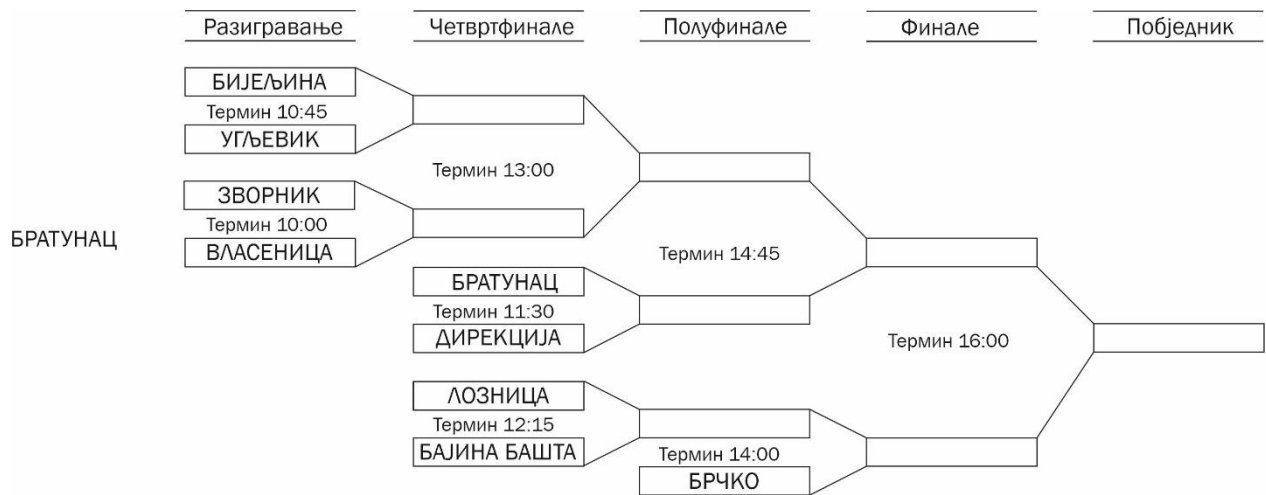 Разигравање
Четвртфинале
Полуфинале
Финале
Побједник
БИЈЕЉИНА
Термин 10:45
УГЉЕВИК
Термин 13:00
ЗВОРНИК
Термин 10:00
ВЛАСЕНИЦА
БРАТУНАЦ
Термин 14:45
БРАТУНАЦ
Термин 11:30
ДИРЕКЦИЈА
Термин 16:00
ЛОЗНИЦА
Термин 12:15
БАЈИНА БАШТА
Термин 14:00
БРЧКО